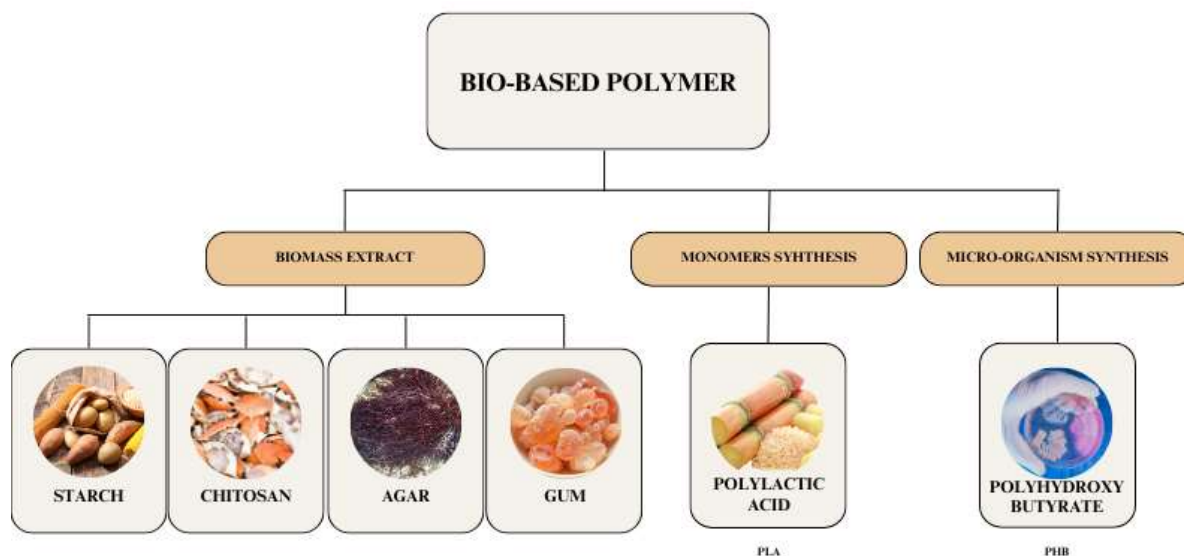 BIO-BASED POLYMER
BIOMASS EXTRACT
MONOMERS SYHTHESIS
MICRO-ORGANISM SYNTHESIS
STARCH
CHITOSAN
AGAR
GUM
POLYLACTIC
ACID
POLYHYDROXY
BUTYRATE
PLA
PHB